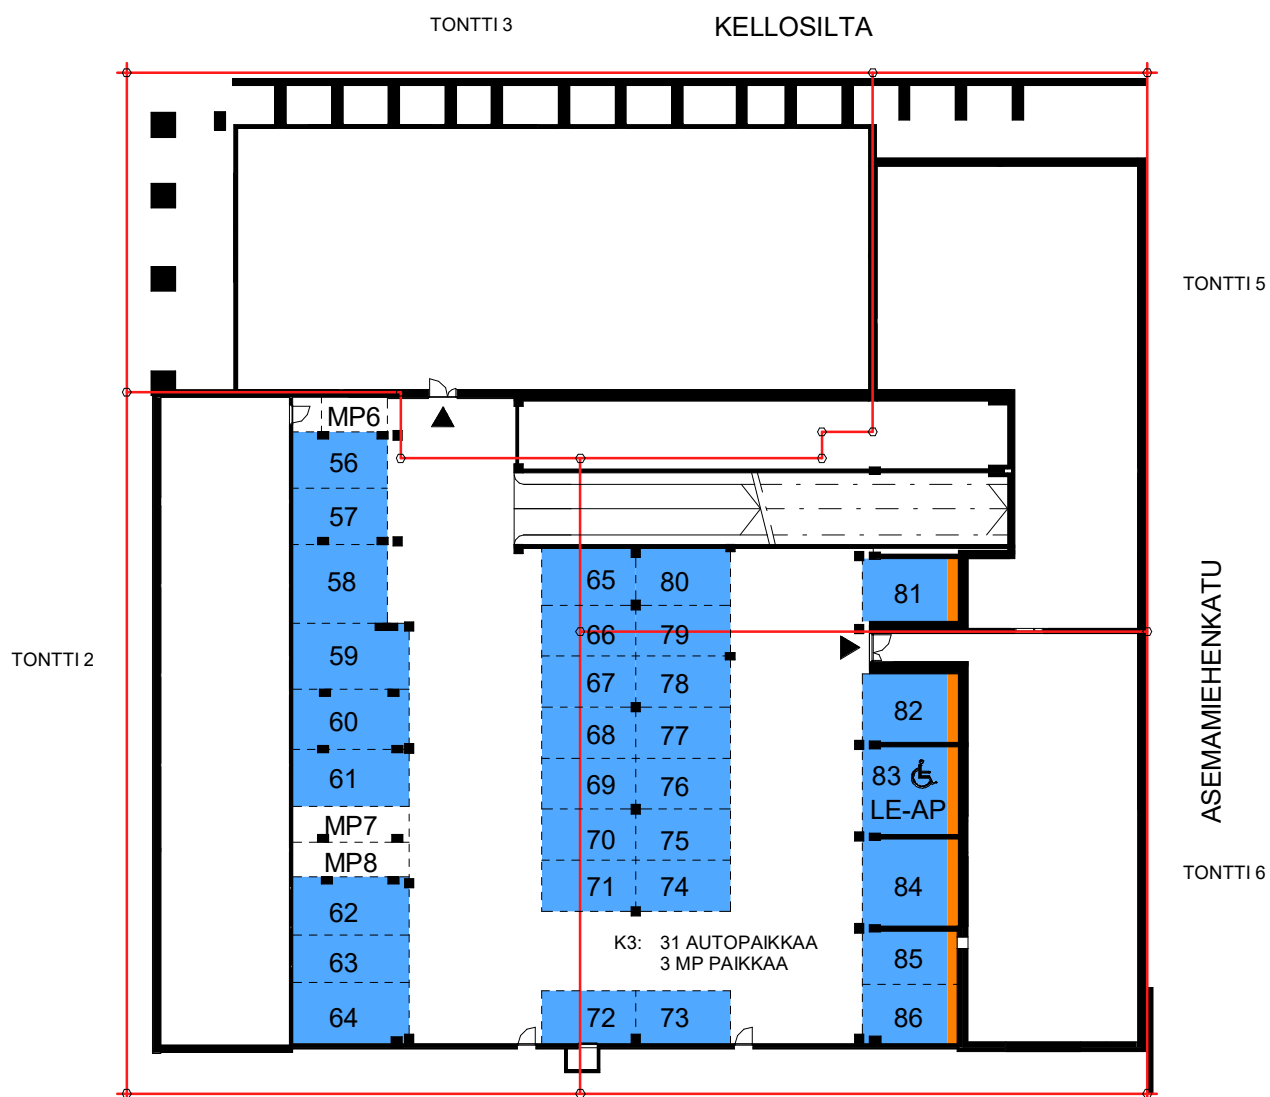 TONTTI 3
KELLOSILTA
TONTTI 5
MP6
56
57
58
59
60
61
MP7
MP8
62
63
64
TONTTI 2
65 80
66 79
67 78
68 77
69 76
70 75
71 74
K3: 31 AUTOPAIKKAA
3 MP PAIKKAA
72 73
81
82
83
LE-AP
84
85
86
ASEMAMIEHENKATU
TONTTI 6